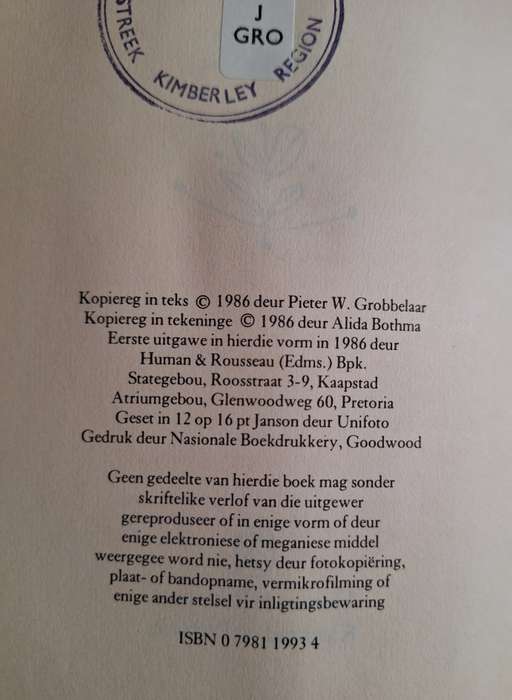 J
GRO
STREEK KIMBERLEY REGION
Kopiereg in teks © 1986 deur Pieter W. Grobbelaar
Kopiereg in tekeninge © 1986 deur Alida Bothma
Eerste uitgawe in hierdie vorm in 1986 deur
Human & Rousseau (Edms.) Bpk.
Stategebou, Roosstraat 3-9, Kaapstad
Atriumgebou, Glenwoodweg 60, Pretoria
Geset in 12 op 16 pt Janson deur Unifoto
Gedruk deur Nasionale Boekdrukkery, Goodwood
Geen gedeelte van hierdie boek mag sonder
skriftelike verlof van die uitgewer
gereproduseer of in enige vorm of deur
enige elektroniese of meganiese middel
weergegee word nie, hetsy deur fotokopiëring,
plaat- of bandopname, vermikrofilming of
enige ander stelsel vir inligtingsbewaring
ISBN 0 7981 1993 4